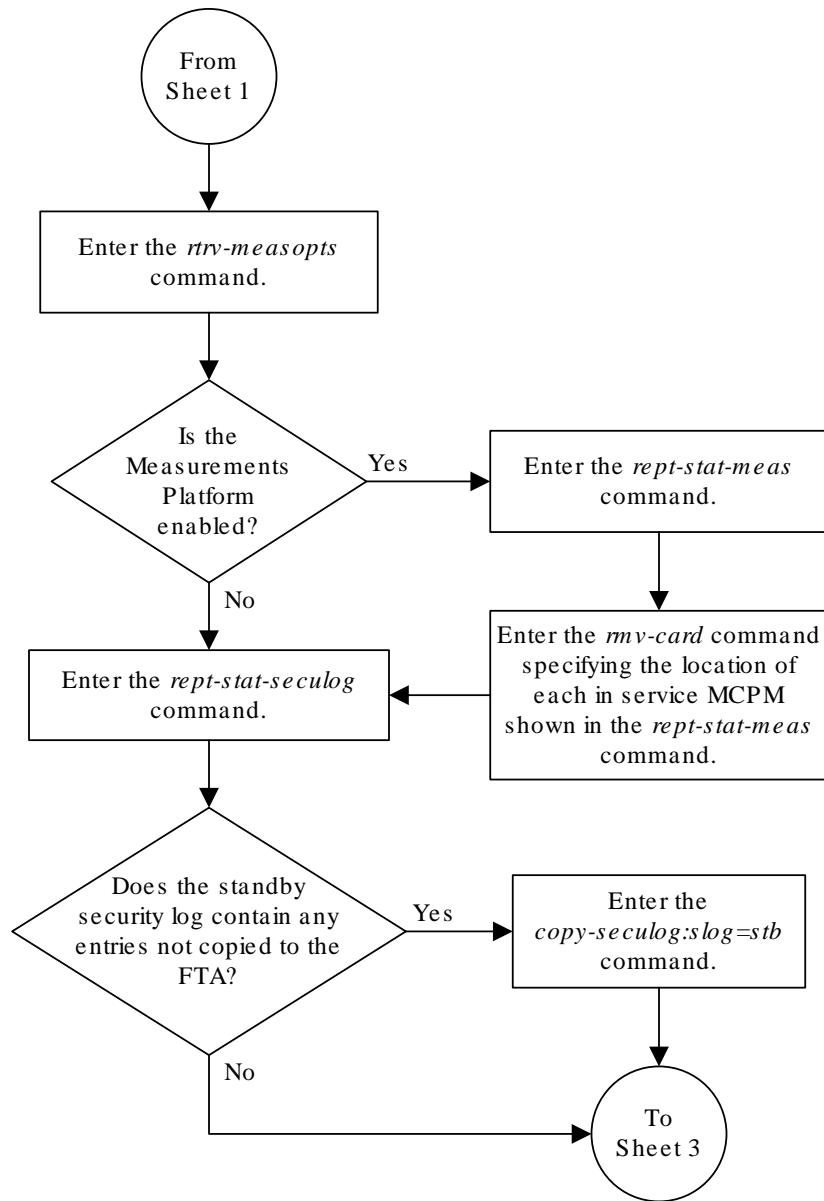 From
Sheet 1
Enter the rtrv-measopts
command.
Is the
Measurements
Platform
enabled?
Yes
Enter the rept-stat-meas
command.
No
Enter the rmv-card command
specifying the location of
each in service MCPM
shown in the rept-stat-meas
command.
Enter the rept-stat-seculog
command.
Does the standby
security log contain any
entries not copied to the
FTA?
Yes
Enter the
copy-seculog:slog=stb
command.
No
To
Sheet 3